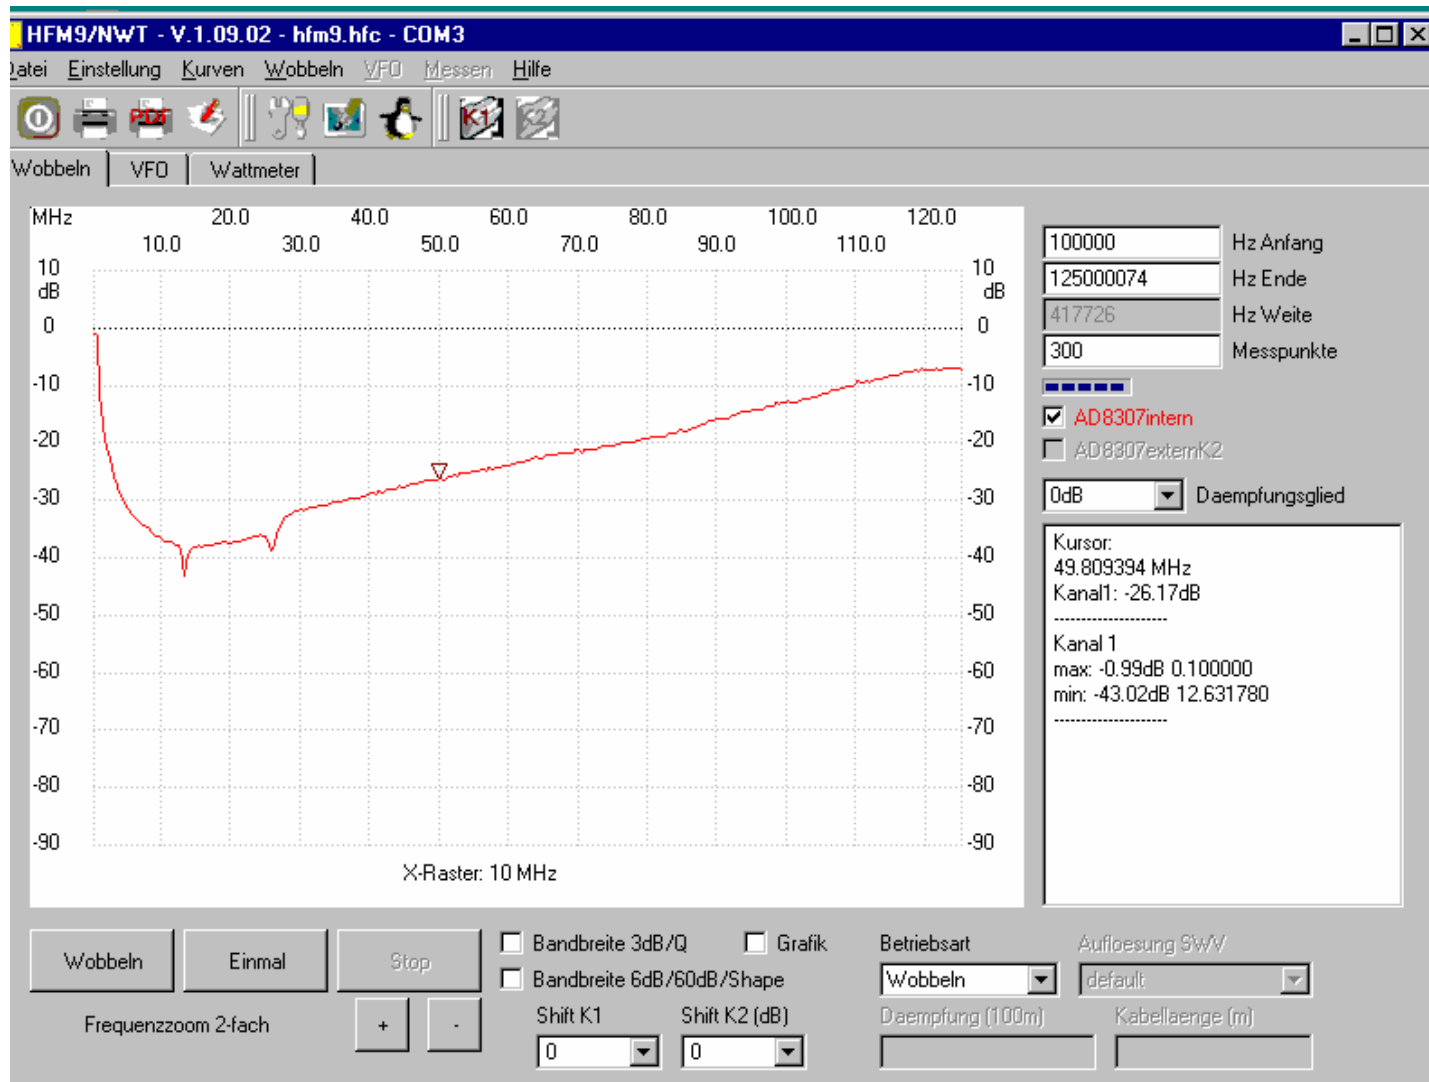 HFM9/NWT - V.1.09.02 - hfm9.hfc - COM3
Datei Einstellung Kurven Wobbeln VFO Messen Hilfe
PDF K1 K2
Wobbeln VFO Wattmeter
MHz 20.0 40.0 60.0 80.0 100.0 120.0
10.0 30.0 50.0 70.0 90.0 110.0
10 10
dB dB
0 0
-10 -10
-20 -20
-30 -30
-40 -40
-50 -50
-60 -60
-70 -70
-80 -80
-90 -90
X-Raster: 10 MHz
100000 Hz Anfang
125000074 Hz Ende
417726 Hz Weite
300 Messpunkte
AD8307intern
AD8307externK2
0dB Daempfungsglied
Kursor:
49.809394 MHz
Kanal1: -26.17dB
---------------------
Kanal 1
max: -0.99dB 0.100000
min: -43.02dB 12.631780
---------------------
Wobbeln Einmal Stop
Frequenzzoom 2-fach + -
Bandbreite 3dB/Q Grafik
Bandbreite 6dB/60dB/Shape
Shift K1 Shift K2 (dB)
0 0
Betriebsart Aufloesung SWV
Wobbeln default
Daempfung (100m) Kabellaenge (m)